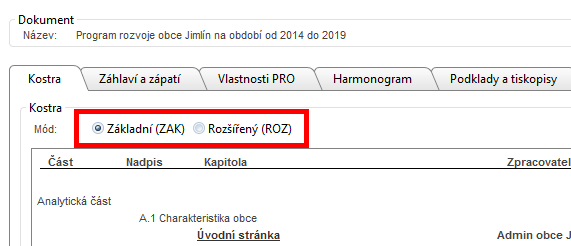 Dokument
Název: Program rozvoje obce Jimlín na období od 2014 do 2019
Kostra Záhlaví a zápatí Vlastnosti PRO Harmonogram Podklady a tiskopisy
Kostra
Mód: Základní (ZAK) Rozšířený (ROZ)
Část Nadpis Kapitola Zpracovatel
Analytická část
A.1 Charakteristika obce
Úvodní stránka Admin obce